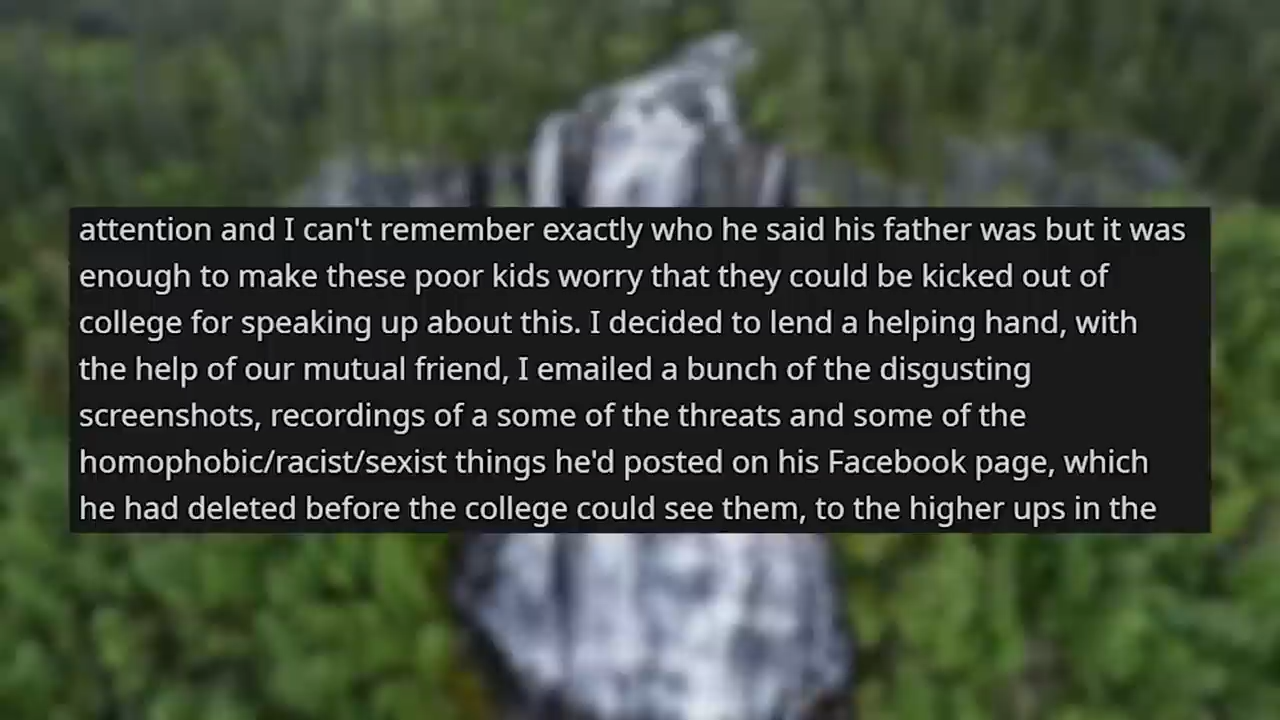 attention and I can't remember exactly who he said his father was but it was
enough to make these poor kids worry that they could be kicked out of
college for speaking up about this. I decided to lend a helping hand, with
the help of our mutual friend, I emailed a bunch of the disgusting
screenshots, recordings of a some of the threats and some of the
homophobic/racist/sexist things he'd posted on his Facebook page, which
he had deleted before the college could see them, to the higher ups in the